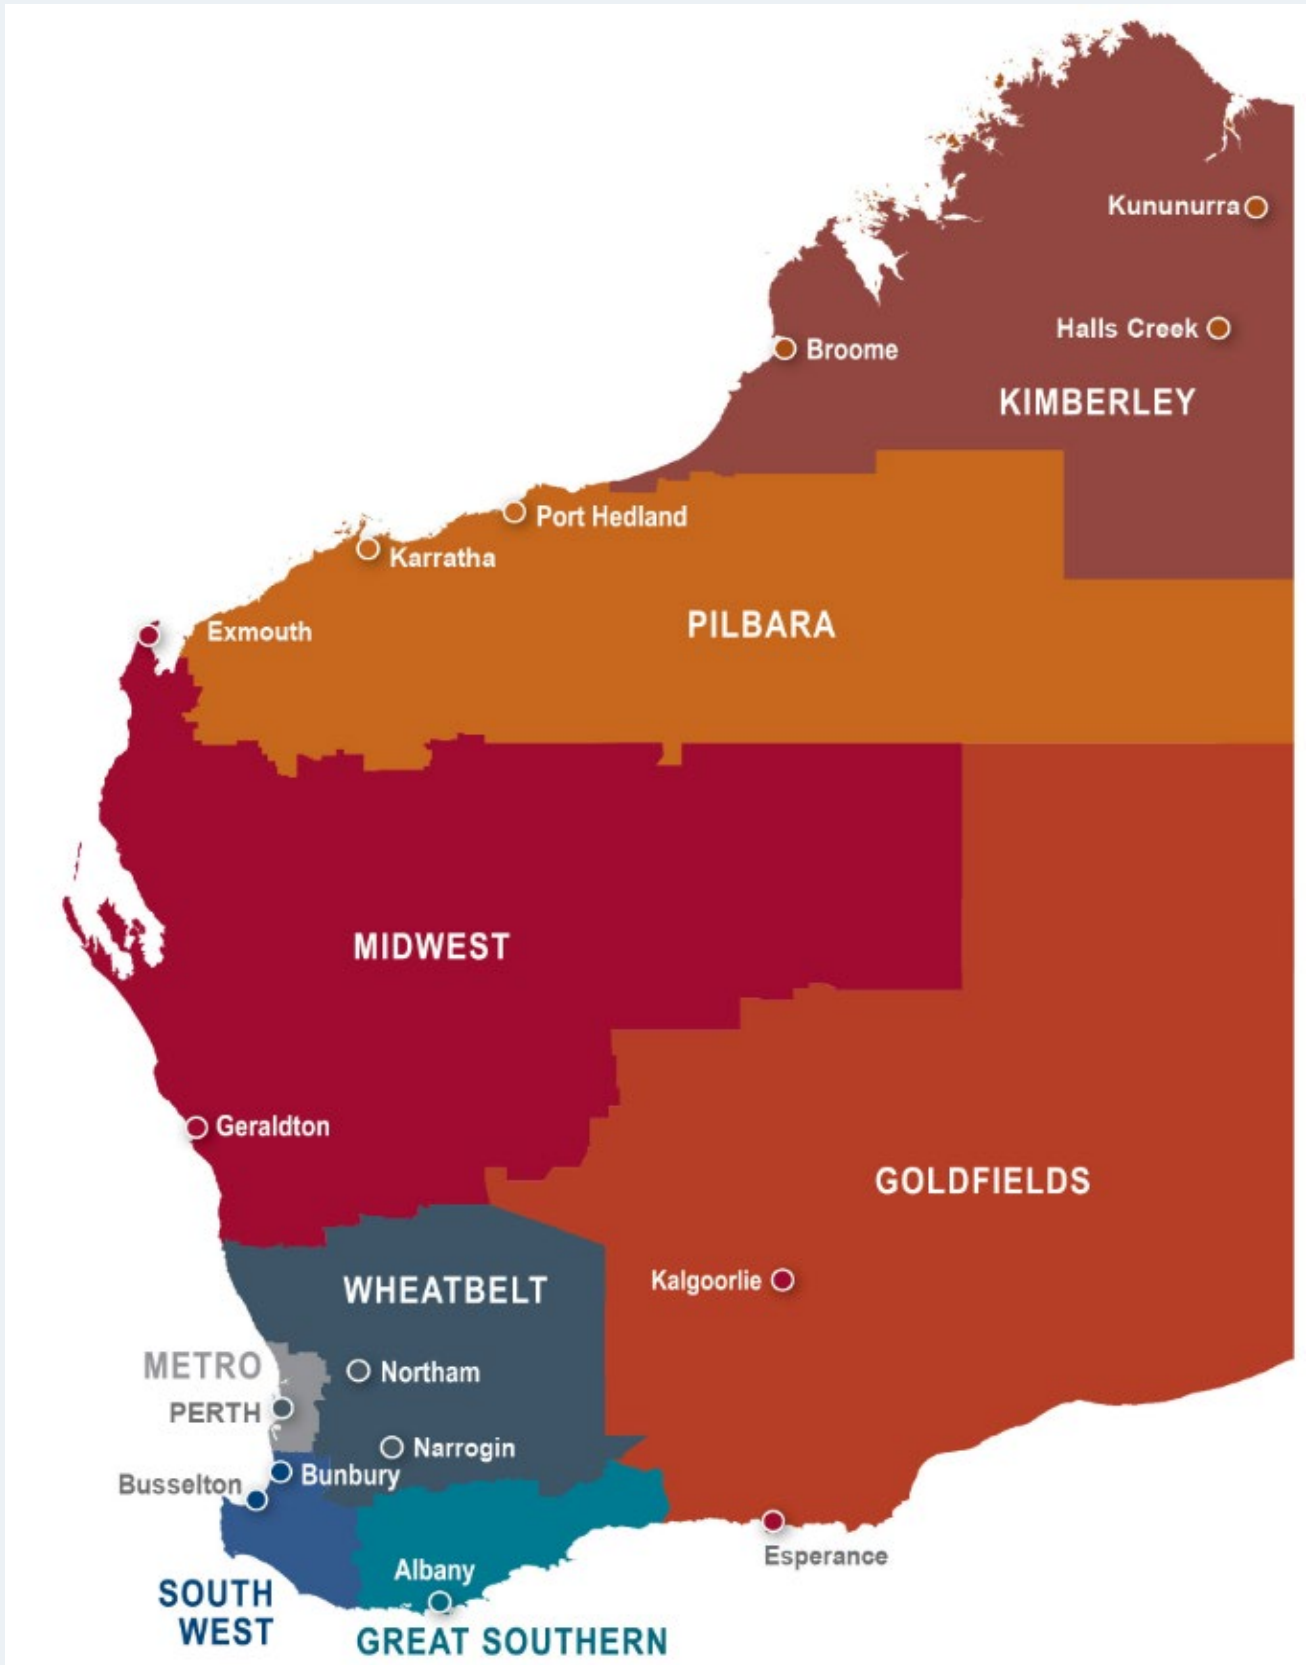 Kununurra
Halls Creek
Broome
KIMBERLEY
Port Hedland
Karratha
PILBARA
Exmouth
MIDWEST
Geraldton
GOLDFIELDS
Kalgoorlie
WHEATBELT
METRO
Northam
PERTH
Narrogin
Bunbury
Busselton
Esperance
Albany
SOUTH
WEST
GREAT SOUTHERN